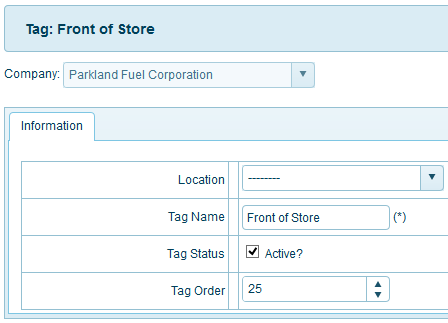 Tag: Front of Store
Company: Parkland Fuel Corporation
Information
Location --------
Tag Name Front of Store (*)
Tag Status Active?
Tag Order 25